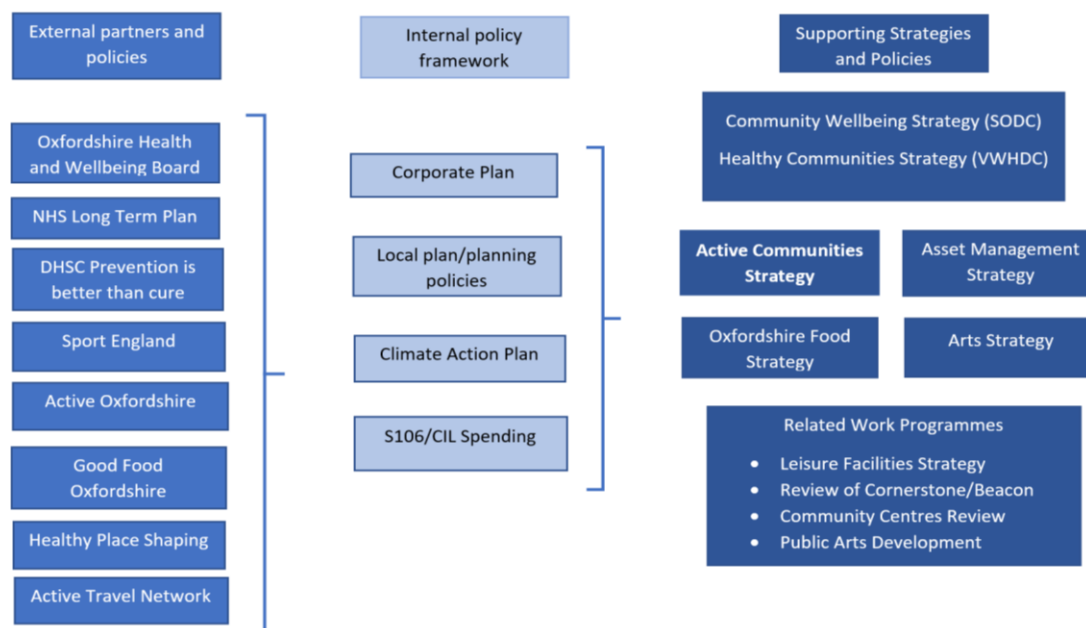 External partners and
policies
Oxfordshire Health
and Wellbeing Board
NHS Long Term Plan
DHSC Prevention is
better than cure
Sport England
Active Oxfordshire
Good Food
Oxfordshire
Healthy Place Shaping
Active Travel Network
Internal policy
framework
Corporate Plan
Local plan/planning
policies
Climate Action Plan
S106/CIL Spending
Supporting Strategies
and Policies
Community Wellbeing Strategy (SODC)
Healthy Communities Strategy (VWHDC)
Active Communities
Strategy
Asset Management
Strategy
Oxfordshire Food
Strategy
Arts Strategy
Related Work Programmes
• Leisure Facilities Strategy
• Review of Cornerstone/Beacon
• Community Centres Review
• Public Arts Development